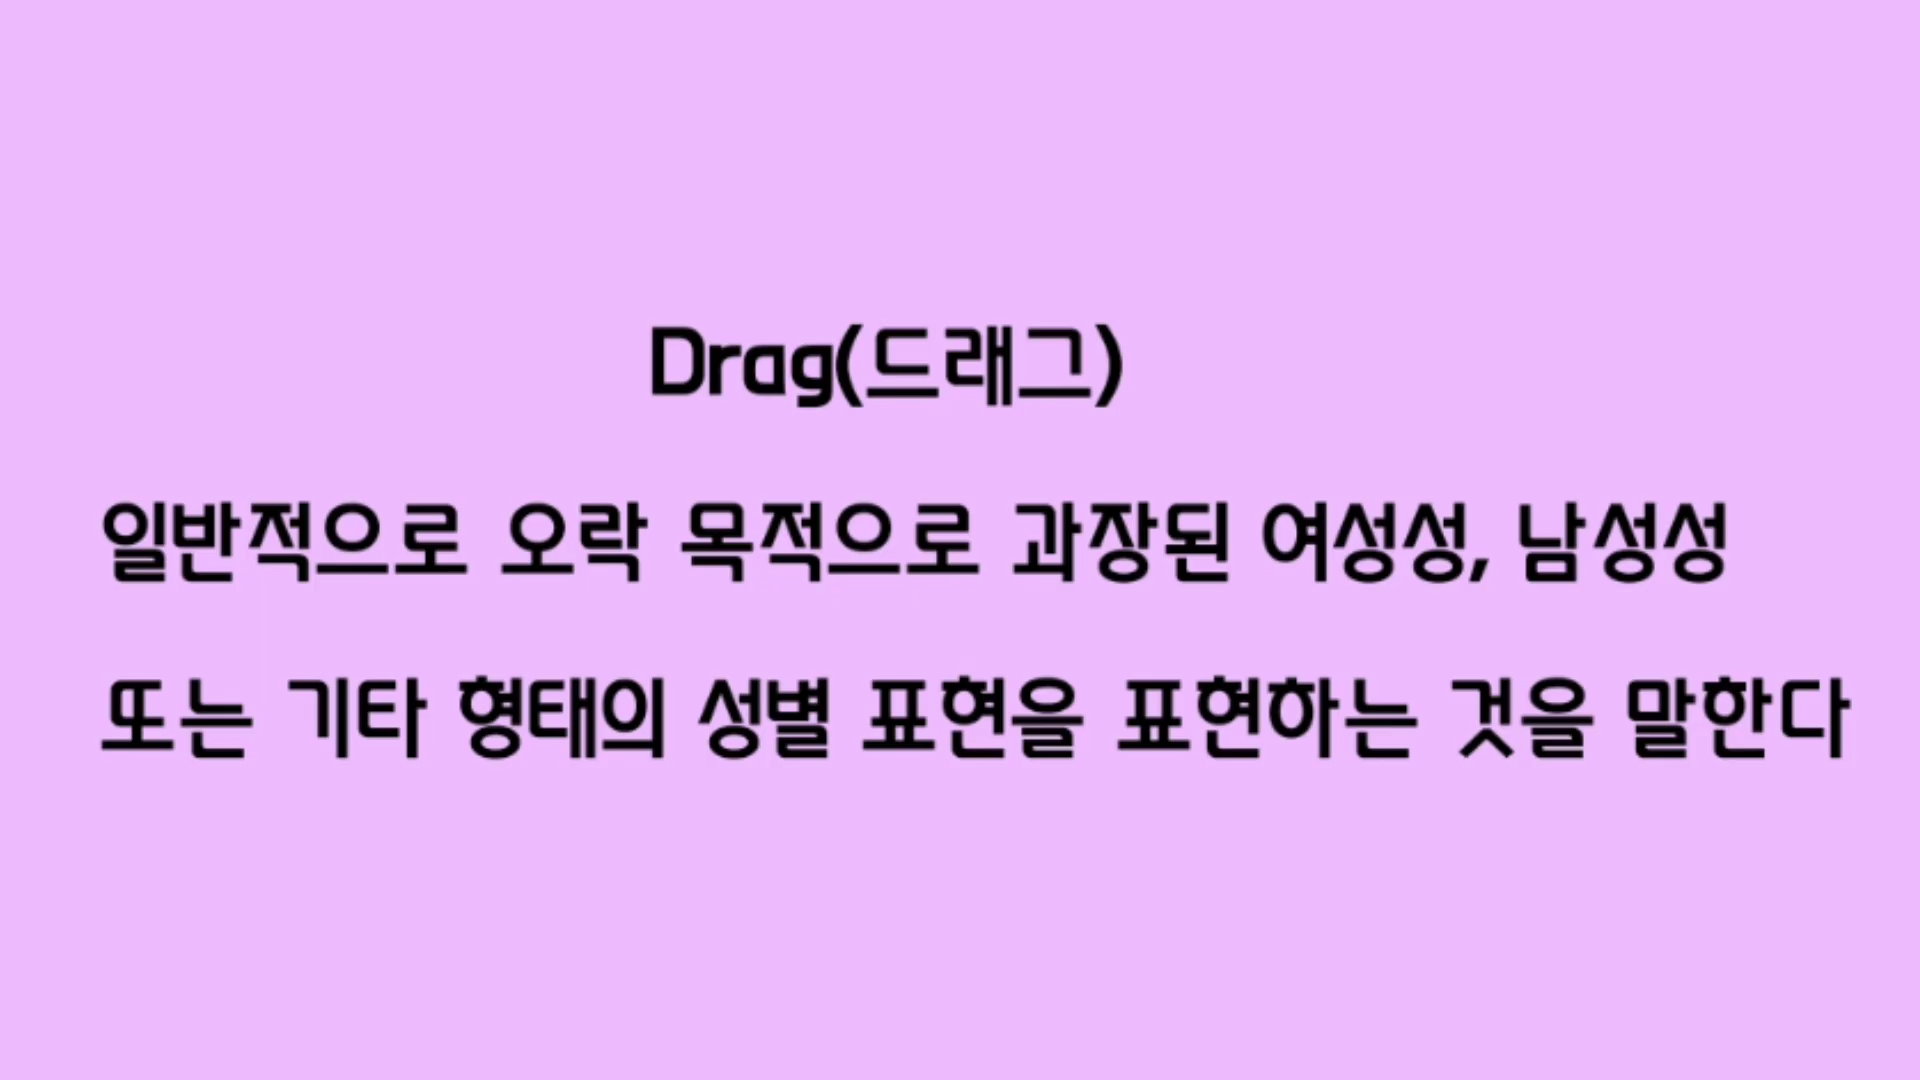 Drag(드래그)
일반적으로 오락 목적으로 과장된 여성성, 남성성
또는 기타 형태의 성별 표현을 표현하는 것을 말한다